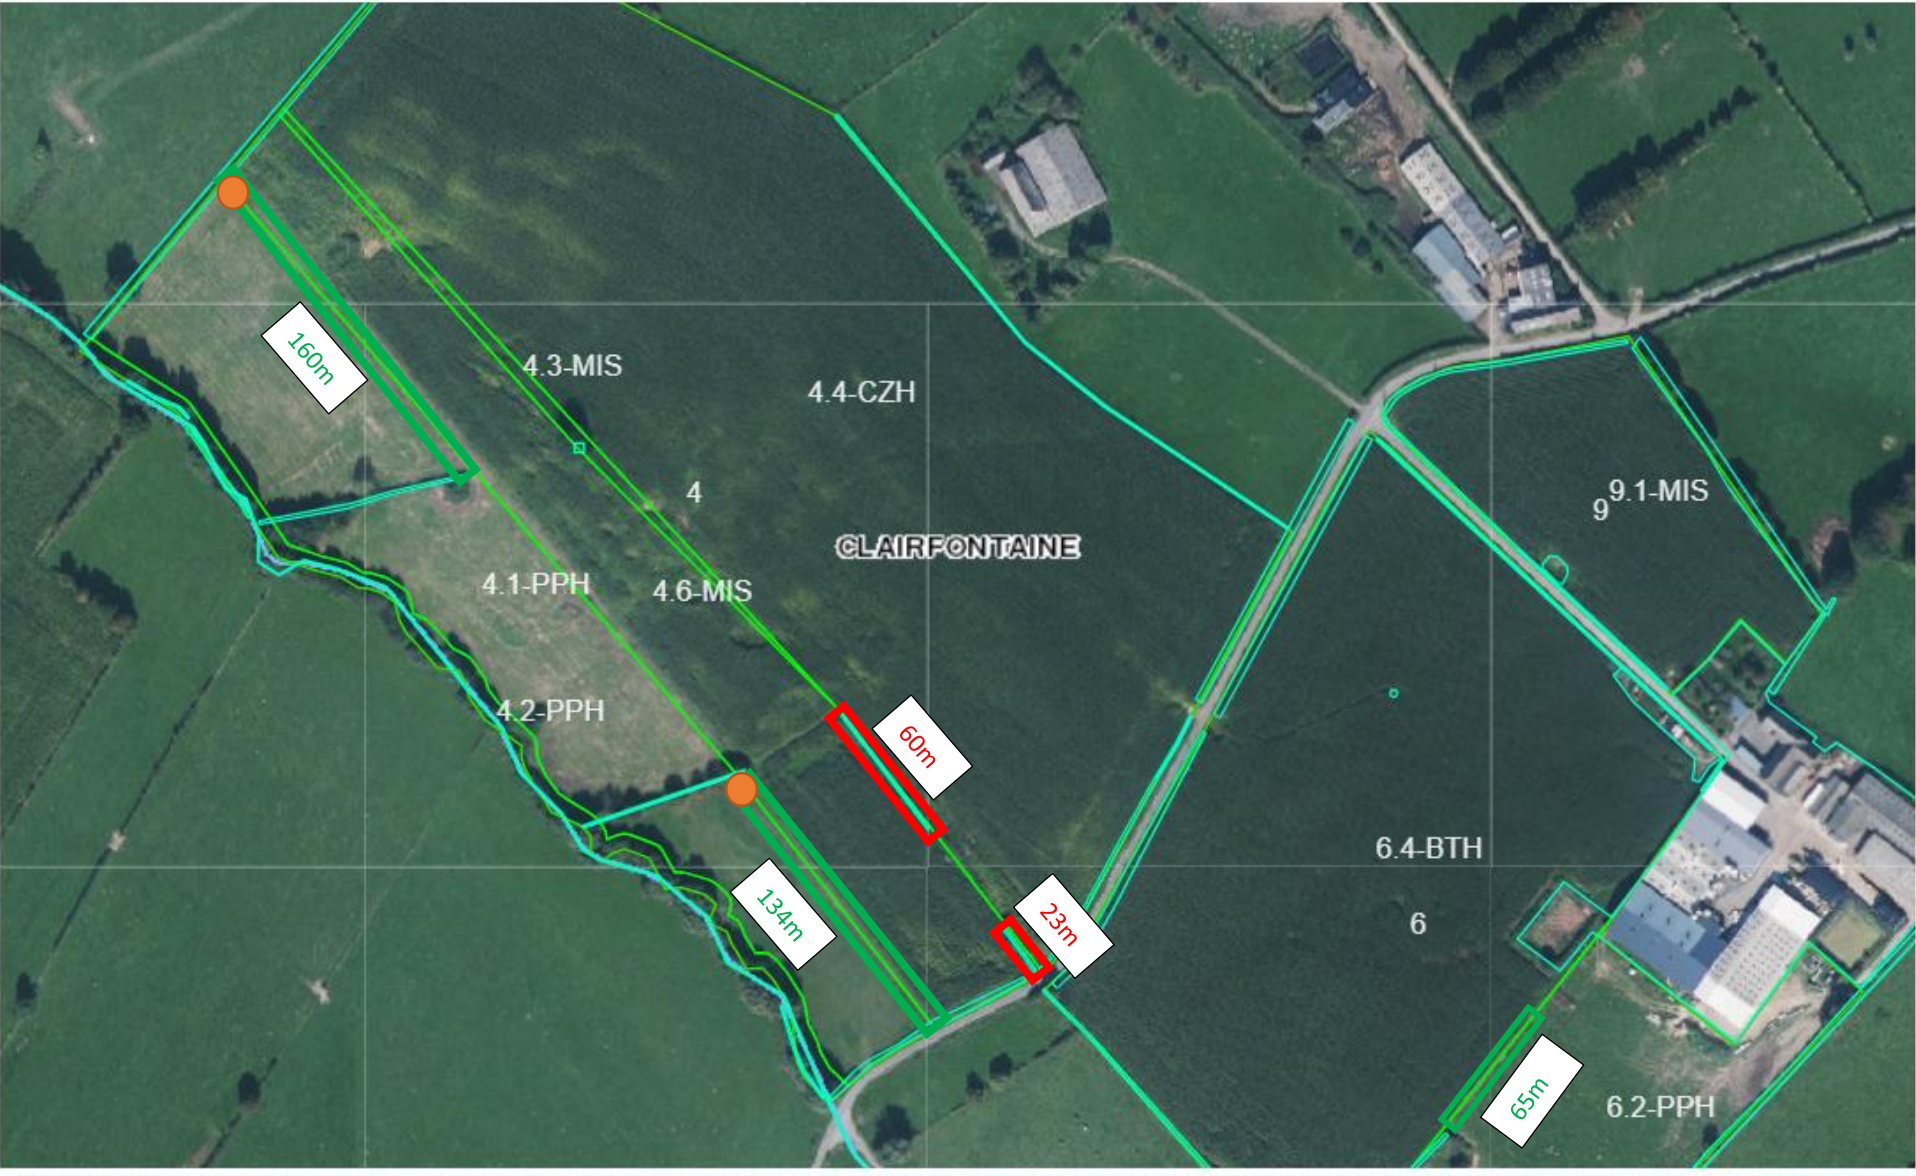 160m
4.3-MIS
4.4-CZH
4
9.1-MIS
9
CLAIRFONTAINE
4.1-PPH
4.6-MIS
4.2-PPH
60m
6.4-BTH
134m
23m
6
65m
6.2-PPH